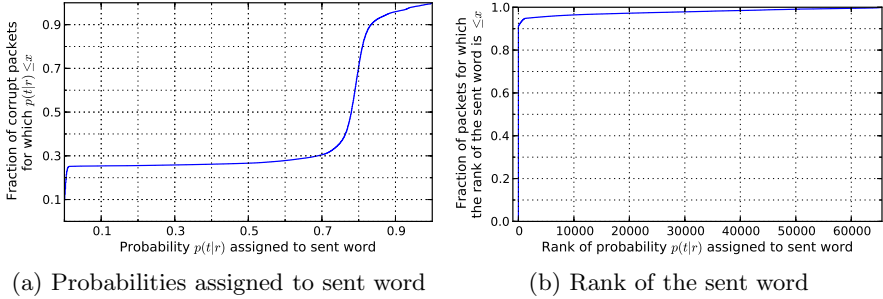 Fraction of corrupt packets
for which p(t|r) ≤x
0.9
0.7
0.5
0.3
0.1
0.1 0.3 0.5 0.7 0.9
Probability p(t|r) assigned to sent word
(a) Probabilities assigned to sent word
Fraction of packets for which
the rank of the sent word is ≤x
1.0
0.8
0.6
0.4
0.2
0.0
0 10000 20000 30000 40000 50000 60000
Rank of probability p(t|r) assigned to sent word
(b) Rank of the sent word